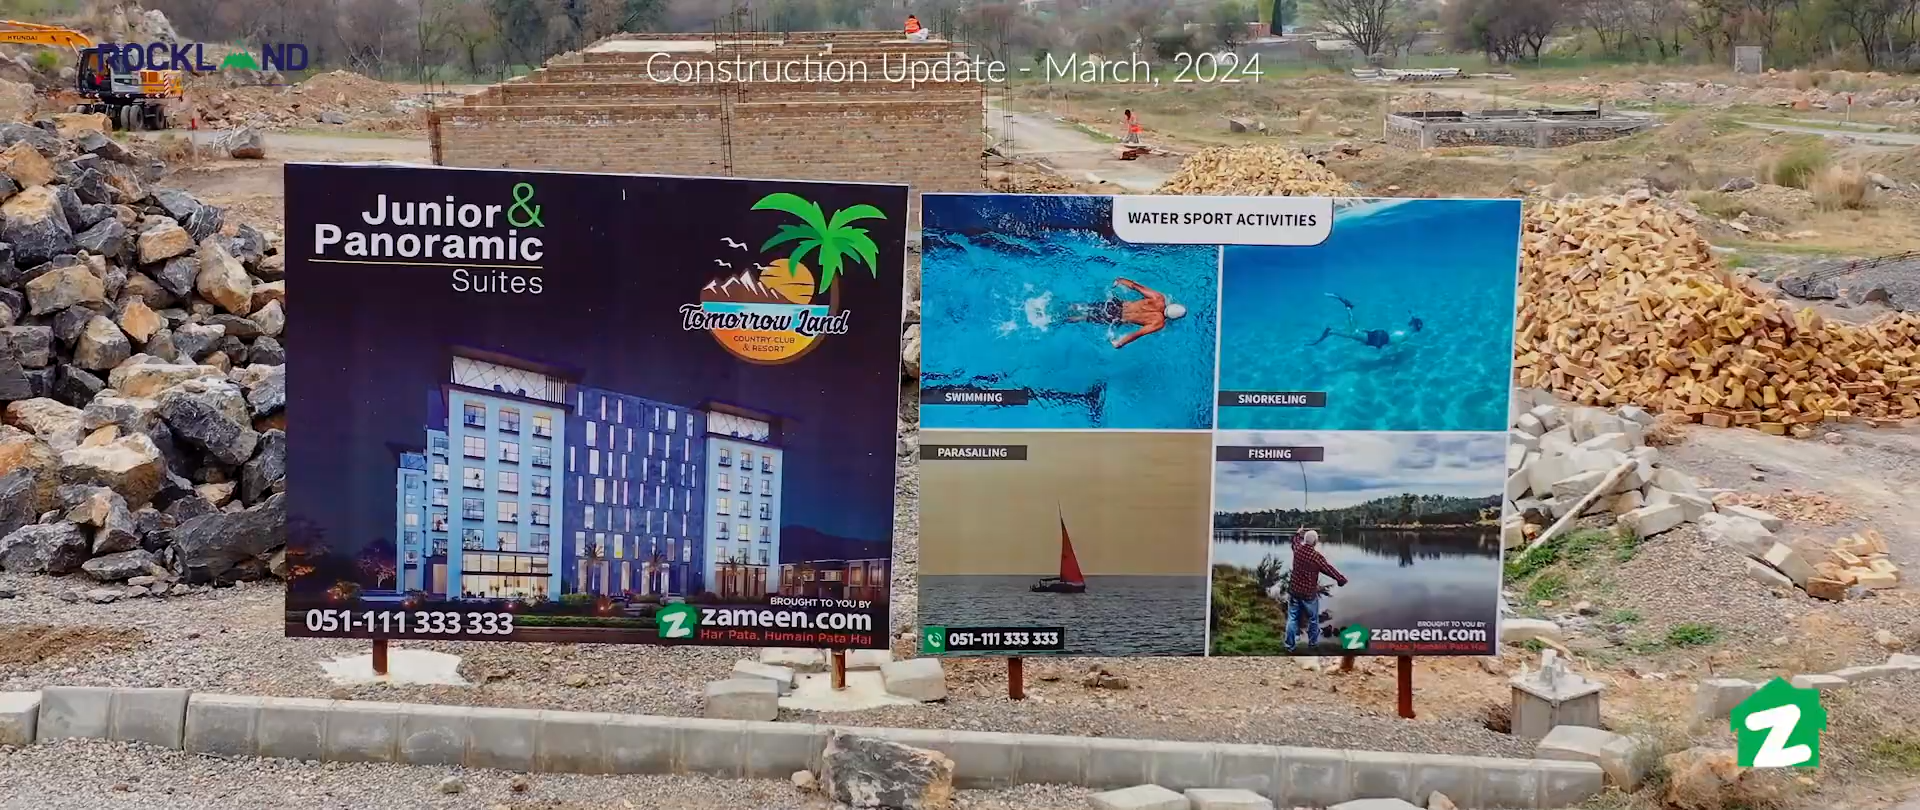 HYUNDAI
ROCKLAND
Construction Update - March, 2024
Junior &
Panoramic
Suites
Tomorrow Land
COUNTRY CLUB
& RESORT
051-111 333 333
BROUGHT TO YOU BY
zameen.com
Har Pata, Humain Pata Hai
WATER SPORT ACTIVITIES
SWIMMING
SNORKELING
PARASAILING
FISHING
051-111 333 333
BROUGHT TO YOU BY
zameen.com
Har Pata, Humain Pata Hai